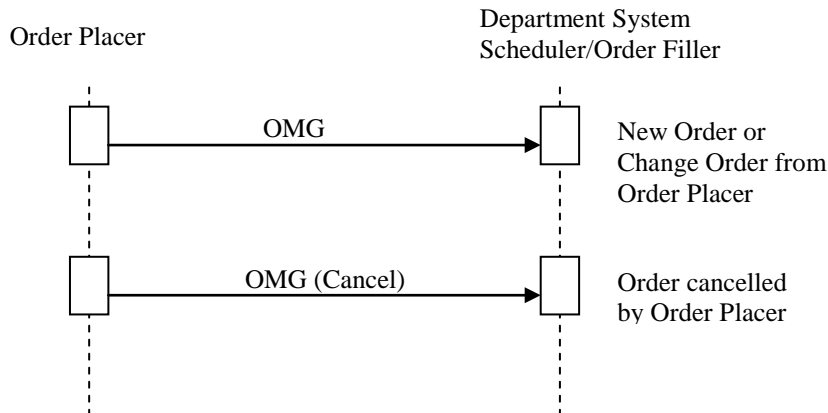 Order Placer
Department System
Scheduler/Order Filler
OMG
New Order or
Change Order from
Order Placer
OMG (Cancel)
Order cancelled
by Order Placer